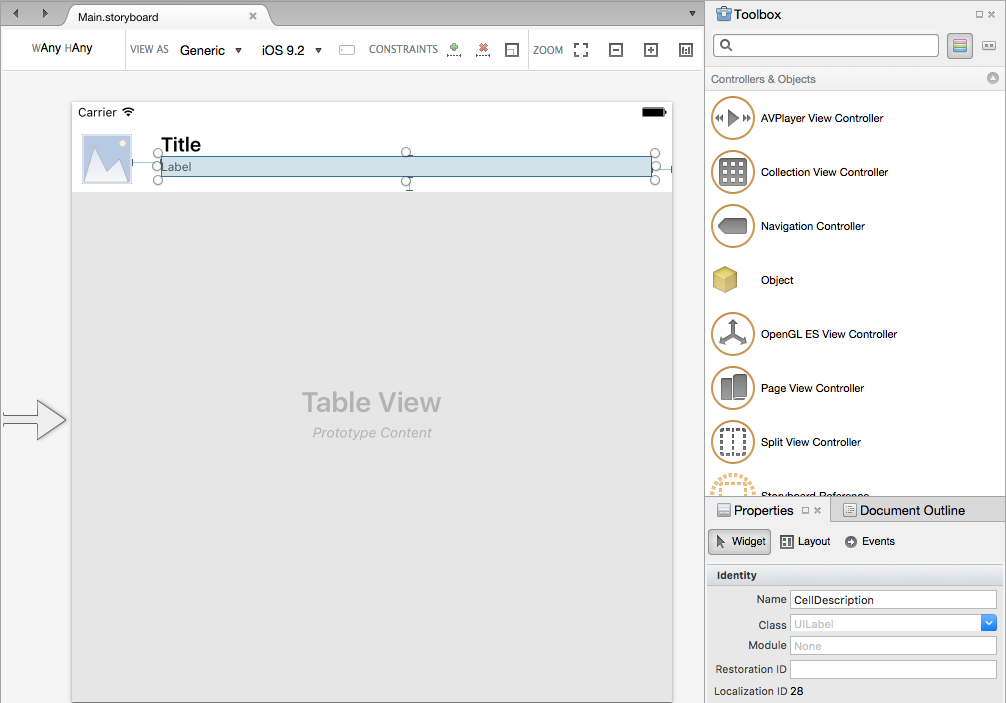 Main.storyboard
wAny hAny
VIEW AS Generic iOS 9.2 CONSTRAINTS ZOOM
Carrier
Title
Label
Table View
Prototype Content
Toolbox
Controllers & Objects
AVPlayer View Controller
Collection View Controller
Navigation Controller
Object
OpenGL ES View Controller
Page View Controller
Split View Controller
Storyboard Reference
Properties Document Outline
Widget Layout Events
Identity
Name CellDescription
Class UILabel
Module None
Restoration ID
Localization ID 28